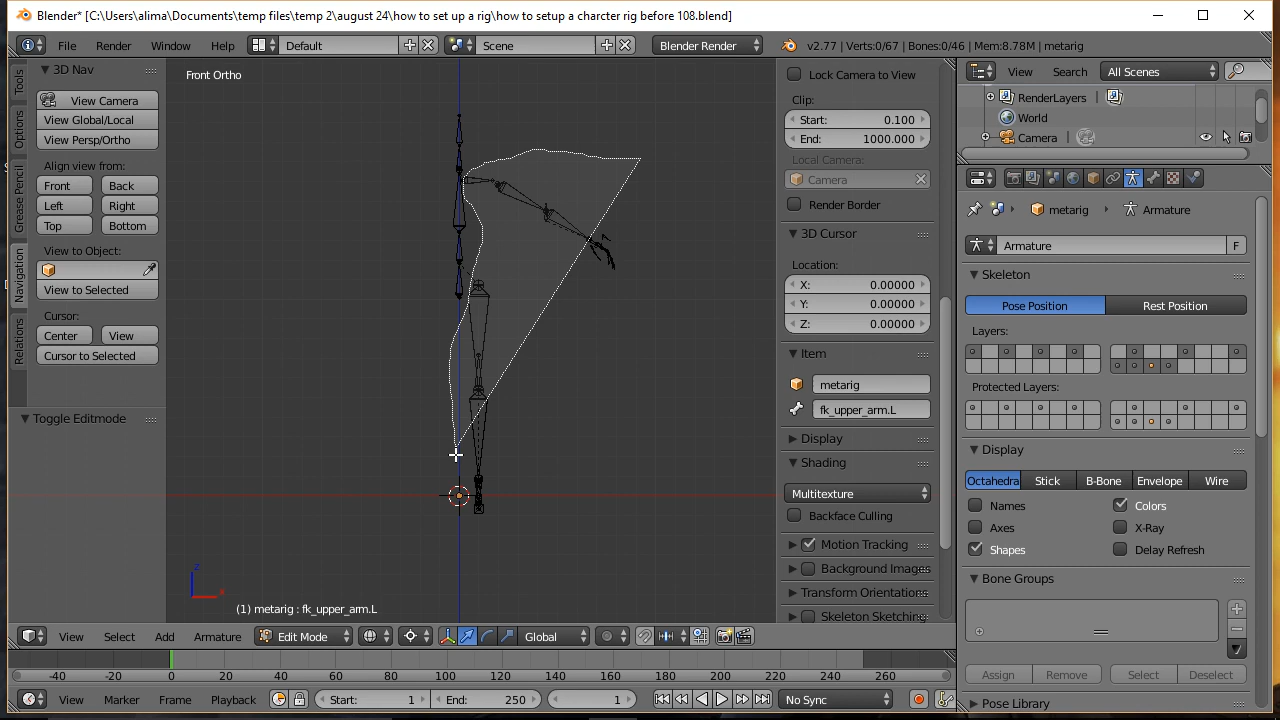 Blender* [C:\Users\alima\Documents\temp files\temp 2\august 24\how to set up a rig\how to setup a charcter rig before 108.blend]
File Render Window Help Default Scene Blender Render v2.77 | Verts:0/67 | Bones:0/46 | Mem:8.78M | metarig
3D Nav
View Camera
View Global/Local
View Persp/Ortho
Align view from:
Front Back
Left Right
Top Bottom
View to Object:
View to Selected
Cursor:
Center View
Cursor to Selected
Toggle Editmode
Tools
Options
Grease Pencil
Navigation
Relations
Front Ortho
z
x
(1) metarig : fk_upper_arm.L
Lock Camera to View
Clip:
Start: 0.100
End: 1000.000
Local Camera:
Camera
Render Border
3D Cursor
Location:
X: 0.00000
Y: 0.00000
Z: 0.00000
Item
metarig
fk_upper_arm.L
Display
Shading
Multitexture
Backface Culling
Motion Tracking
Background Images
Transform Orientations
Skeleton Sketching
View Search All Scenes
RenderLayers
World
Camera
metarig Armature
Armature F
Skeleton
Pose Position Rest Position
Layers:
Protected Layers:
Display
Octahedra Stick B-Bone Envelope Wire
Names Colors
Axes X-Ray
Shapes Delay Refresh
Bone Groups
Assign Remove Select Deselect
Pose Library
View Select Add Armature Edit Mode Global
-40 -20 0 20 40 60 80 100 120 140 160 180 200 220 240 260
View Marker Frame Playback Start: 1 End: 250 1 No Sync